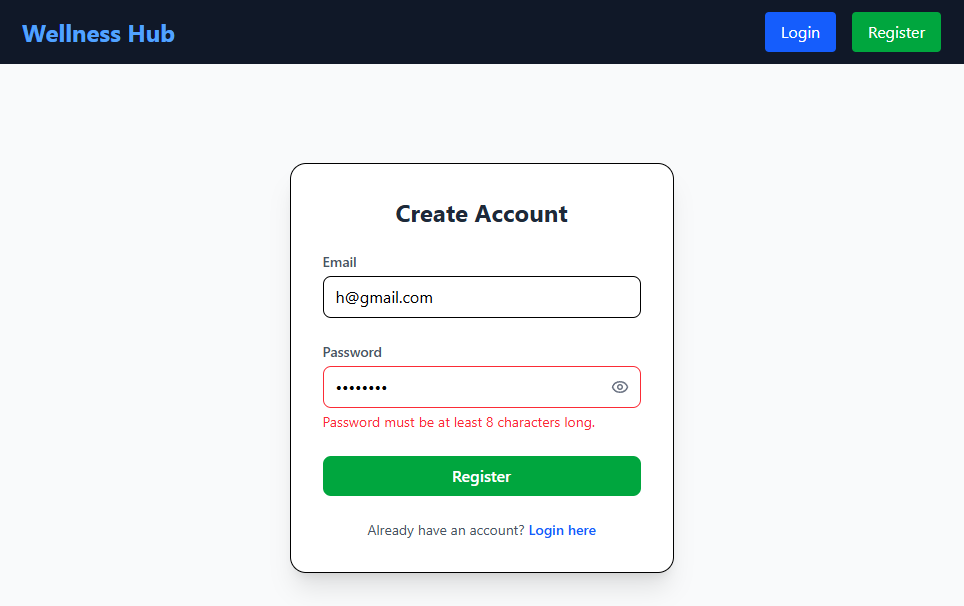 Wellness Hub
Login
Register
Create Account
Email
h@gmail.com
Password
••••••••
Password must be at least 8 characters long.
Register
Already have an account? Login here